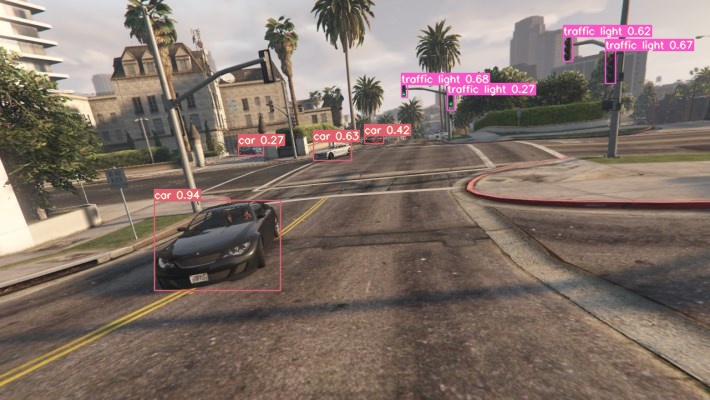 traffic light 0.62
traffic light 0.67
traffic light 0.68
traffic light 0.27
car 0.27
car 0.63
car 0.42
car 0.94